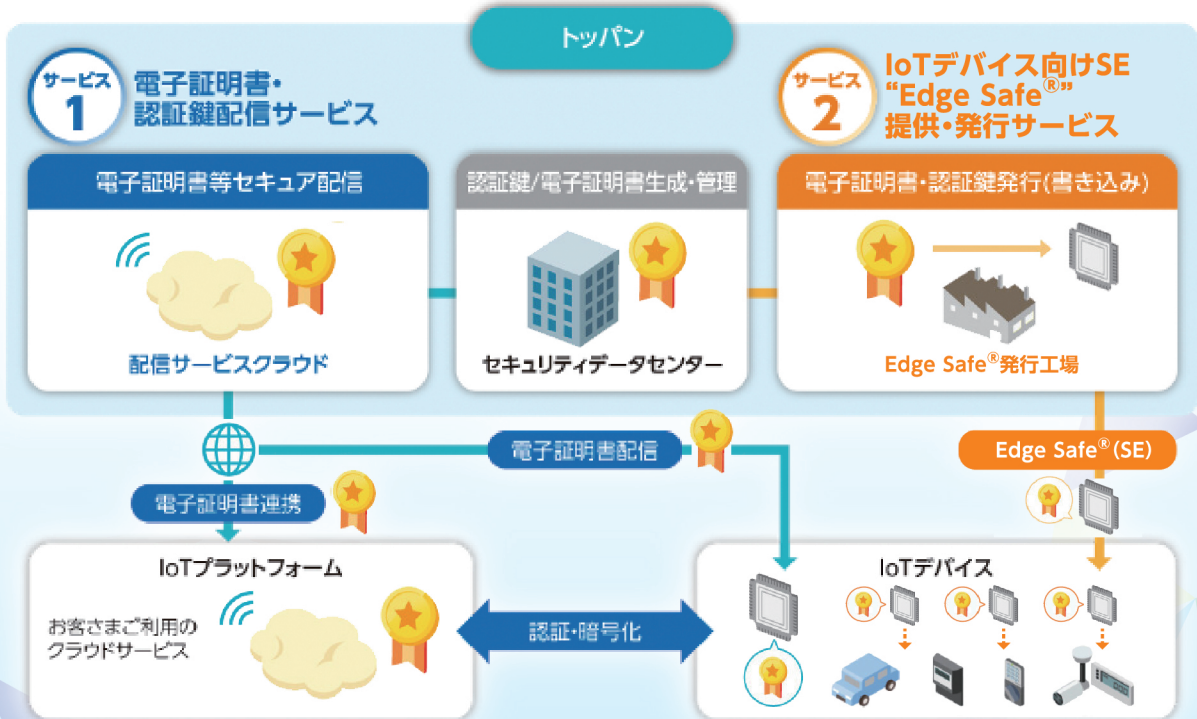 トッパン
サービス
1
電子証明書・
認証鍵配信サービス
サービス
2
IoTデバイス向けSE
“Edge Safe®”
提供・発行サービス
電子証明書等セキュア配信
配信サービスクラウド
認証鍵/電子証明書生成・管理
セキュリティデータセンター
電子証明書・認証鍵発行(書き込み)
Edge Safe®発行工場
電子証明書配信
Edge Safe®(SE)
電子証明書連携
IoTプラットフォーム
お客さまご利用の
クラウドサービス
認証・暗号化
IoTデバイス